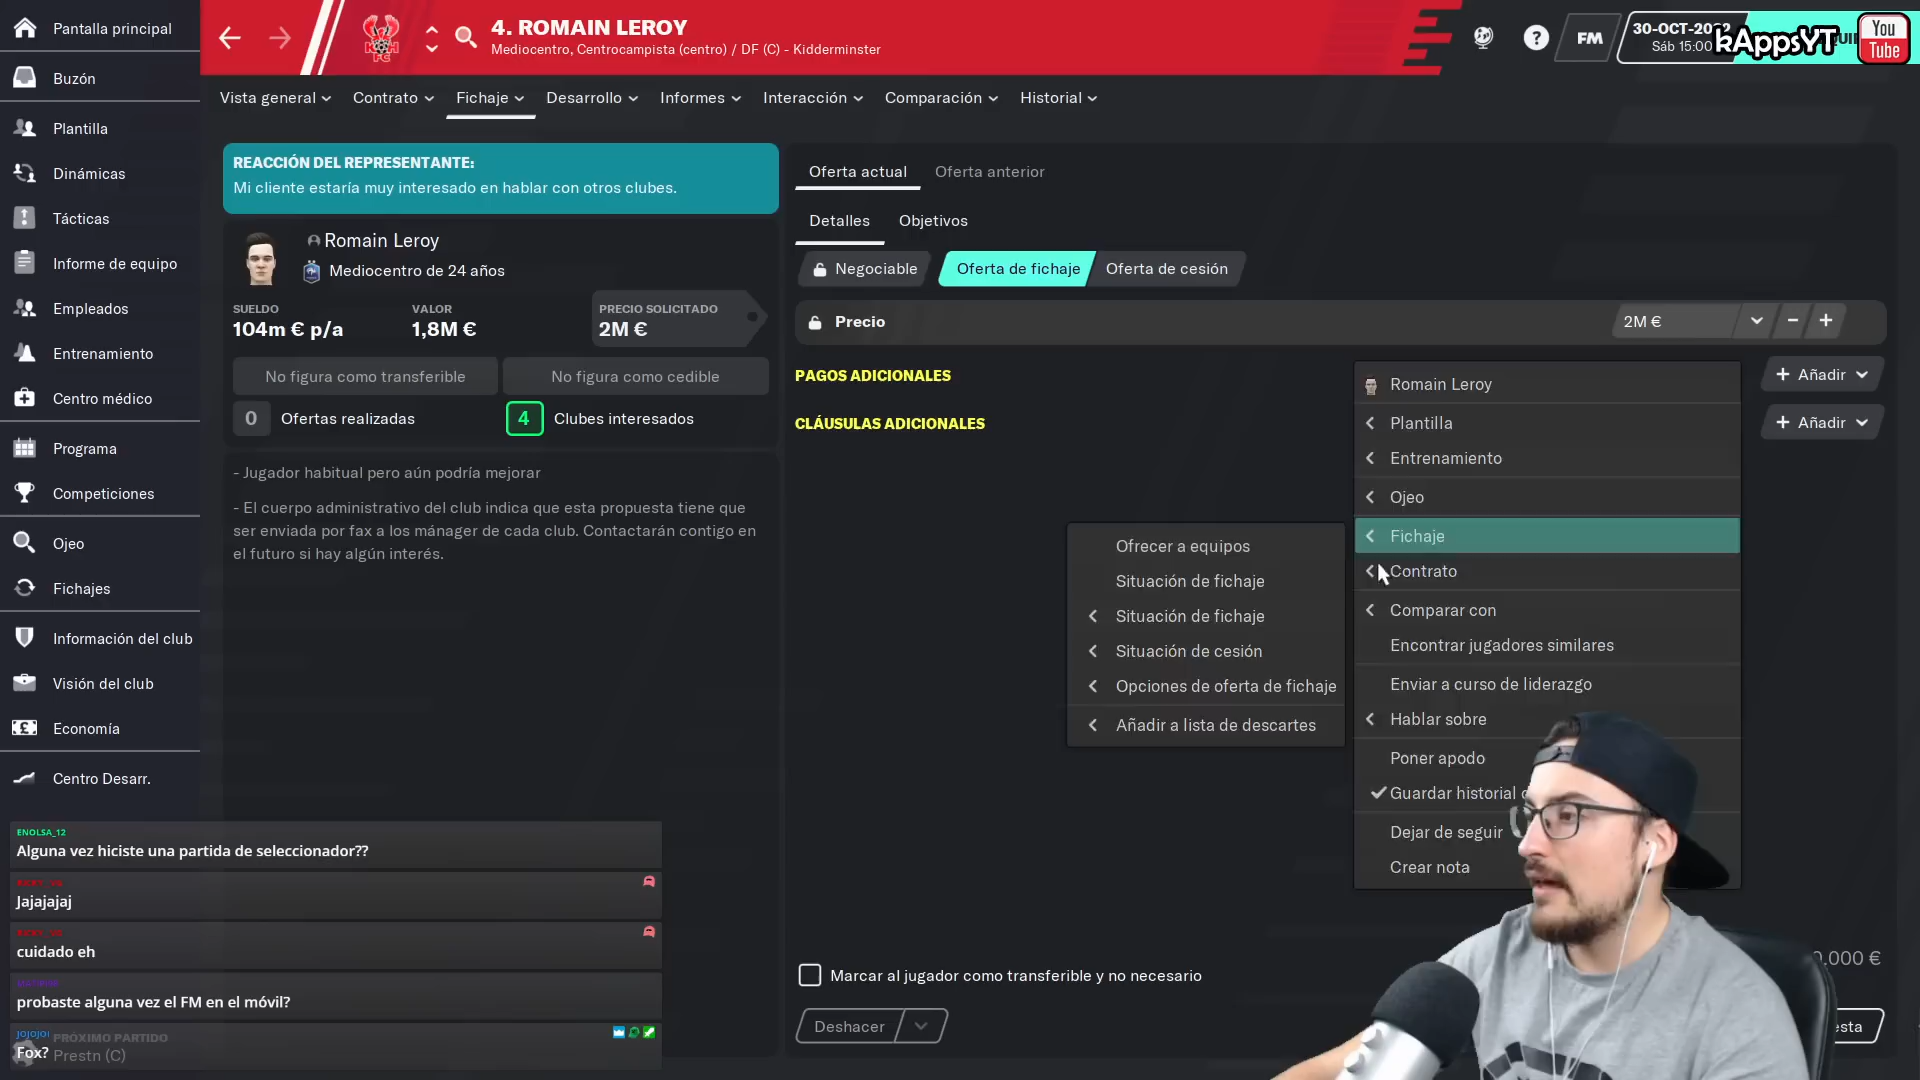 Pantalla principal
Buzón
Plantilla
Dinámicas
Tácticas
Informe de equipo
Empleados
Entrenamiento
Centro médico
Programa
Competiciones
Ojeo
Fichajes
Información del club
Visión del club
Economía
Centro Desarr.
4. ROMAIN LEROY
Mediocentro, Centrocampista (centro) / DF (C) - Kidderminster
FM
30-OCT-2022
Sáb 15:00
kAppsYT
You
Tube
Vista general
Contrato
Fichaje
Desarrollo
Informes
Interacción
Comparación
Historial
REACCIÓN DEL REPRESENTANTE:
Mi cliente estaría muy interesado en hablar con otros clubes.
Romain Leroy
Mediocentro de 24 años
SUELDO
104m € p/a
VALOR
1,8M €
PRECIO SOLICITADO
2M €
No figura como transferible
No figura como cedible
0 Ofertas realizadas
4 Clubes interesados
- Jugador habitual pero aún podría mejorar
- El cuerpo administrativo del club indica que esta propuesta tiene que
ser enviada por fax a los mánager de cada club. Contactarán contigo en
el futuro si hay algún interés.
Oferta actual
Oferta anterior
Detalles
Objetivos
Negociable
Oferta de fichaje
Oferta de cesión
Precio
2M €
PAGOS ADICIONALES
+ Añadir
CLÁUSULAS ADICIONALES
+ Añadir
Romain Leroy
Plantilla
Entrenamiento
Ojeo
Fichaje
Contrato
Comparar con
Encontrar jugadores similares
Enviar a curso de liderazgo
Hablar sobre
Poner apodo
Guardar historial
Dejar de seguir
Crear nota
Ofrecer a equipos
Situación de fichaje
Situación de fichaje
Situación de cesión
Opciones de oferta de fichaje
Añadir a lista de descartes
Marcar al jugador como transferible y no necesario
Deshacer
0.000 €
esta
ENOLSA_12
Alguna vez hiciste una partida de seleccionador??
Jajajajaj
cuidado eh
probaste alguna vez el FM en el móvil?
JOJOJOI
Fox?
PRÓXIMO PARTIDO
Prestn (C)